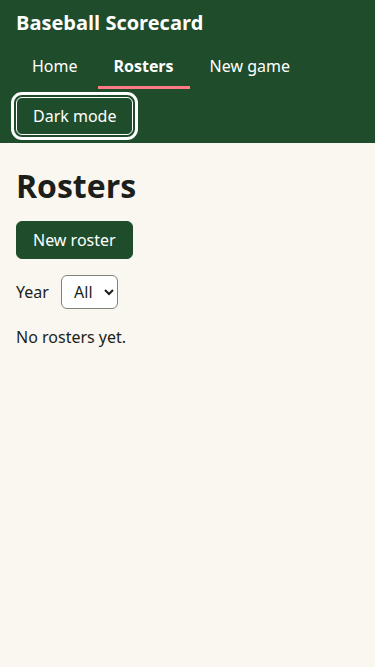 Baseball Scorecard
Home Rosters New game
Dark mode
Rosters
New roster
Year All
No rosters yet.